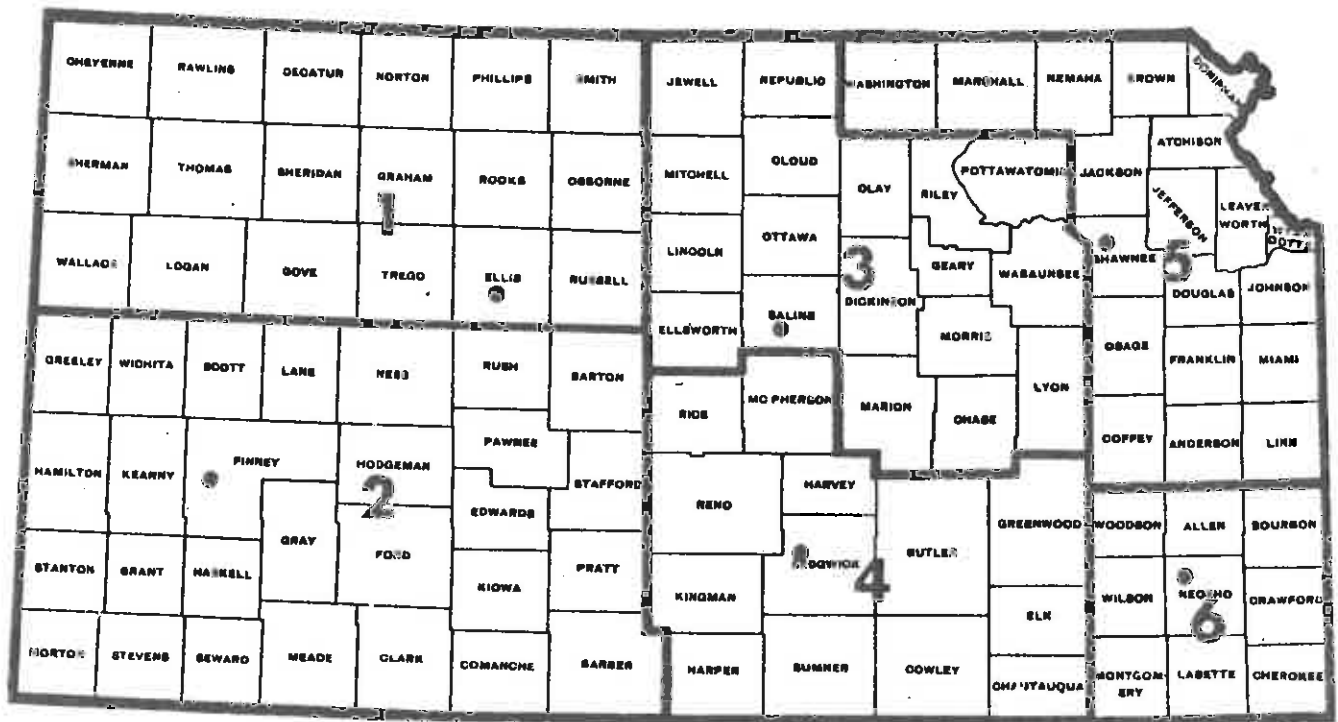 CHEYENNE RAWLINS DECATUR NORTON PHILLIPS SMITH JEWELL REPUBLIC WASHINGTON MARSHALL NEMAHA BROWN DONIPHAN
SHERMAN THOMAS SHERIDAN GRAHAM ROOKS OSBORNE MITCHELL CLOUD CLAY RILEY POTTAWATOMIE JACKSON ATCHISON
JEFFERSON LEAVEN
WORTH
1
WALLACE LOGAN GOVE TREGO ELLIS RUSSELL LINCOLN OTTAWA GEARY WABAUNSEE SHAWNEE DOUGLAS JOHNSON
3
5
ELLSWORTH SALINE DICKINSON MORRIS OSAGE FRANKLIN MIAMI
GREELEY WICHITA SCOTT LANE NESS RUSH BARTON RICE MC PHERSON MARION CHASE LYON
HAMILTON KEARNY FINNEY HODGEMAN PAWNEE STAFFORD RENO HARVEY COFFEY ANDERSON LINN
2
GRAY FORD EDWARDS SEDGWICK BUTLER GREENWOOD WOODSON ALLEN BOURBON
4
STANTON GRANT HASKELL KIOWA PRATT KINGMAN ELK WILSON NEOSHO CRAWFORD
6
MORTON STEVENS SEWARD MEADE CLARK COMANCHE BARBER HARPER SUMNER COWLEY CHAUTAUQUA MONTGOM
ERY LABETTE CHEROKEE